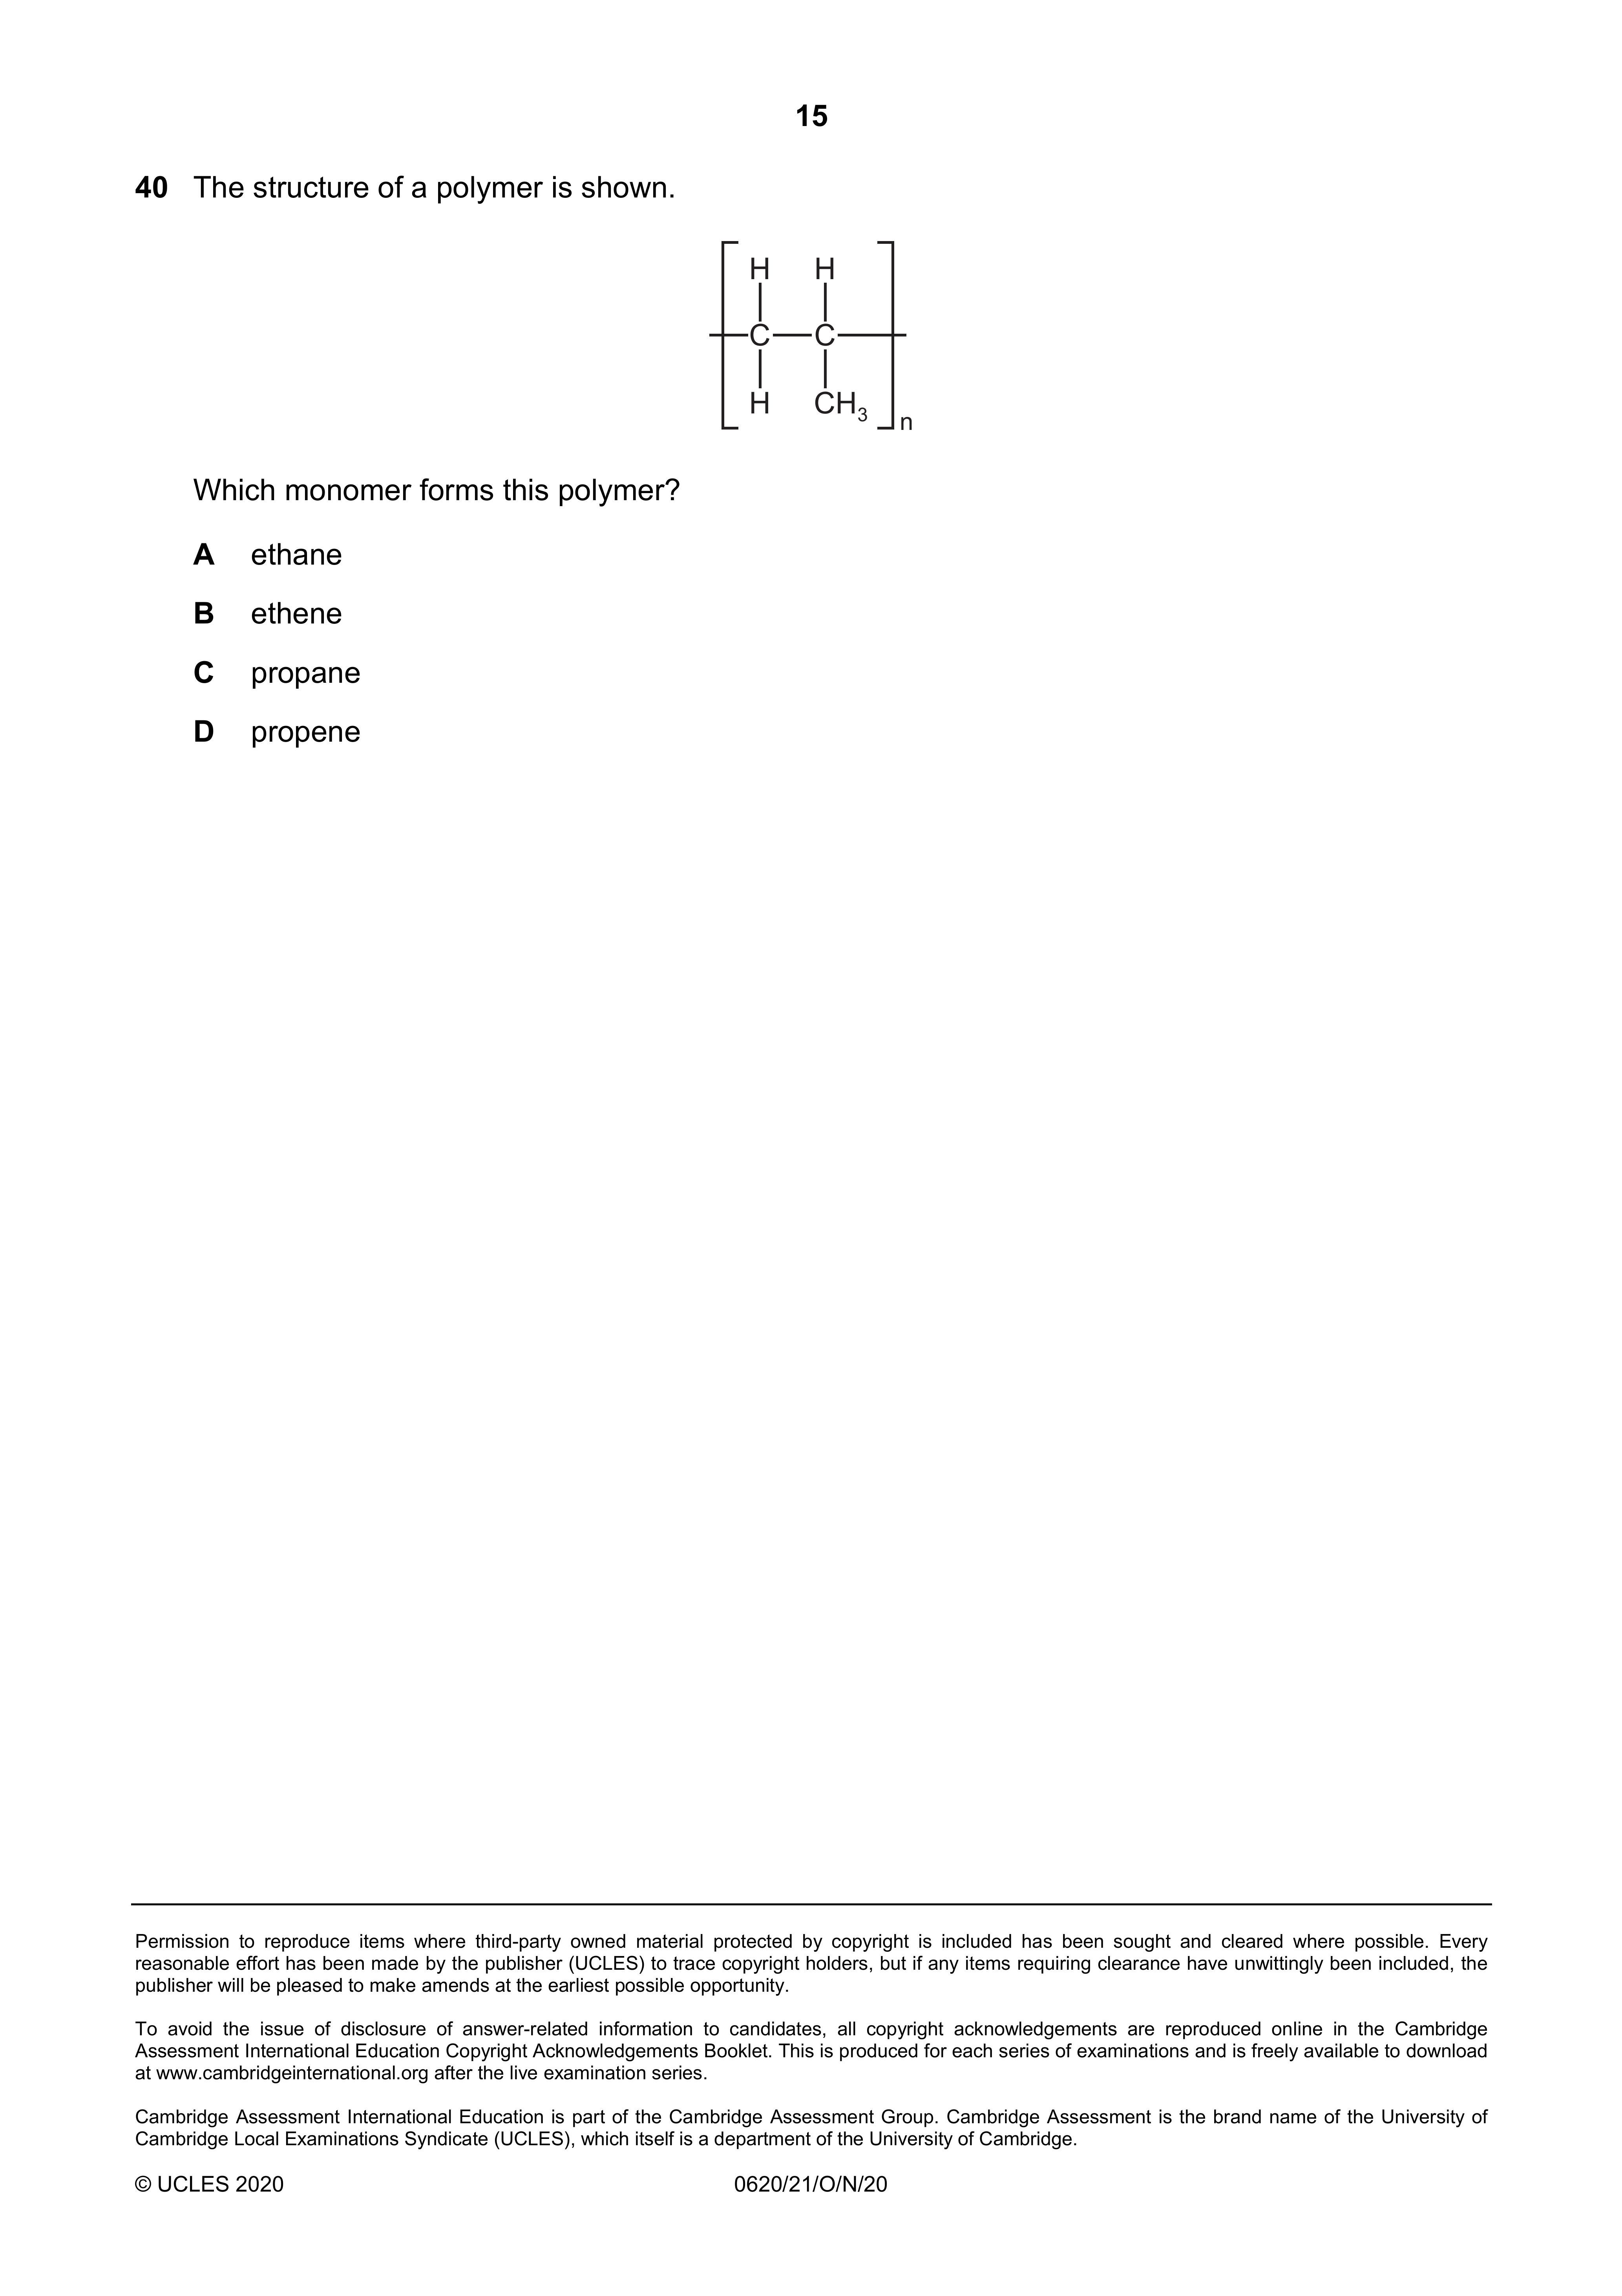 15
40 The structure of a polymer is shown.
H H
C C
H CH3
n
Which monomer forms this polymer?
A ethane
B ethene
C propane
D propene
Permission to reproduce items where third-party owned material protected by copyright is included has been sought and cleared where possible. Every
reasonable effort has been made by the publisher (UCLES) to trace copyright holders, but if any items requiring clearance have unwittingly been included, the
publisher will be pleased to make amends at the earliest possible opportunity.
To avoid the issue of disclosure of answer-related information to candidates, all copyright acknowledgements are reproduced online in the Cambridge
Assessment International Education Copyright Acknowledgements Booklet. This is produced for each series of examinations and is freely available to download
at www.cambridgeinternational.org after the live examination series.
Cambridge Assessment International Education is part of the Cambridge Assessment Group. Cambridge Assessment is the brand name of the University of
Cambridge Local Examinations Syndicate (UCLES), which itself is a department of the University of Cambridge.
© UCLES 2020 0620/21/O/N/20